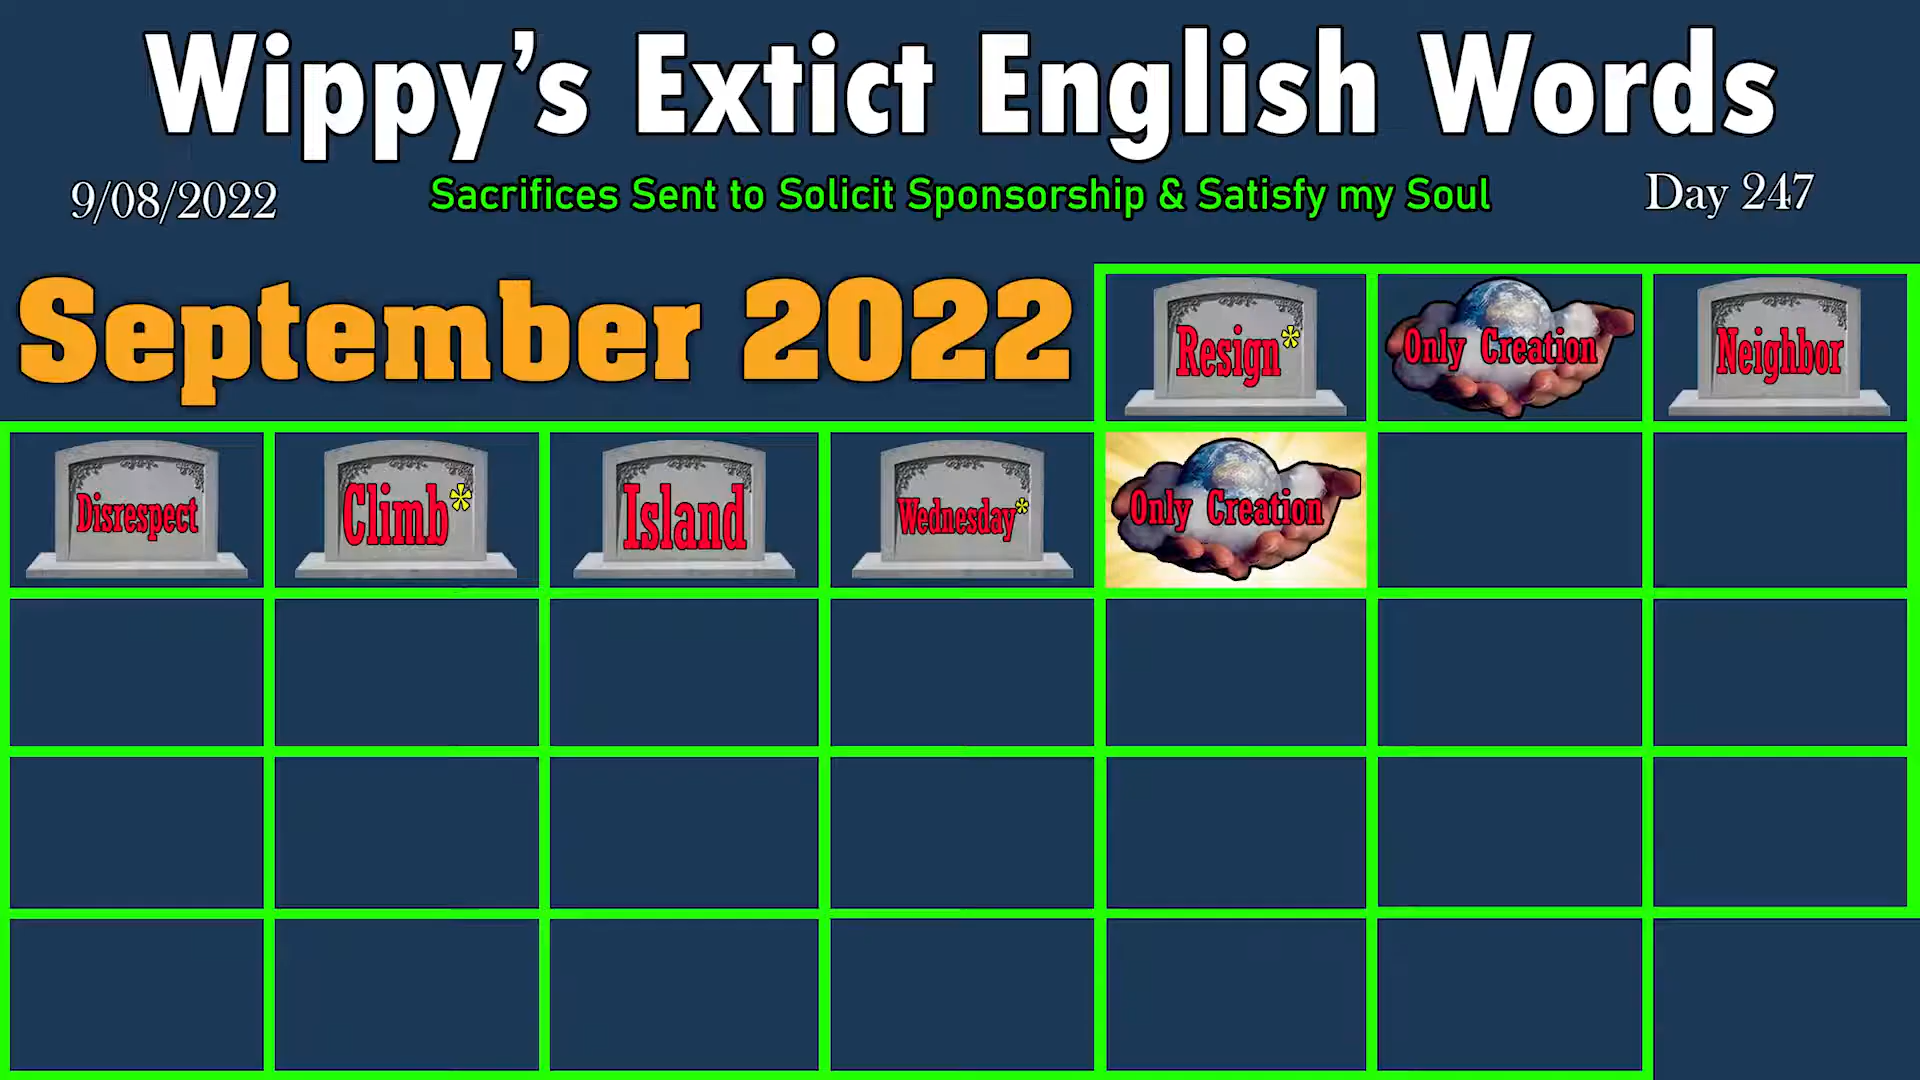 Wippy’s Extict English Words
9/08/2022
Sacrifices Sent to Solicit Sponsorship & Satisfy my Soul
Day 247
September 2022
Resign*
Only Creation
Neighbor
Disrespect
Climb*
Island
Wednesday*
Only Creation